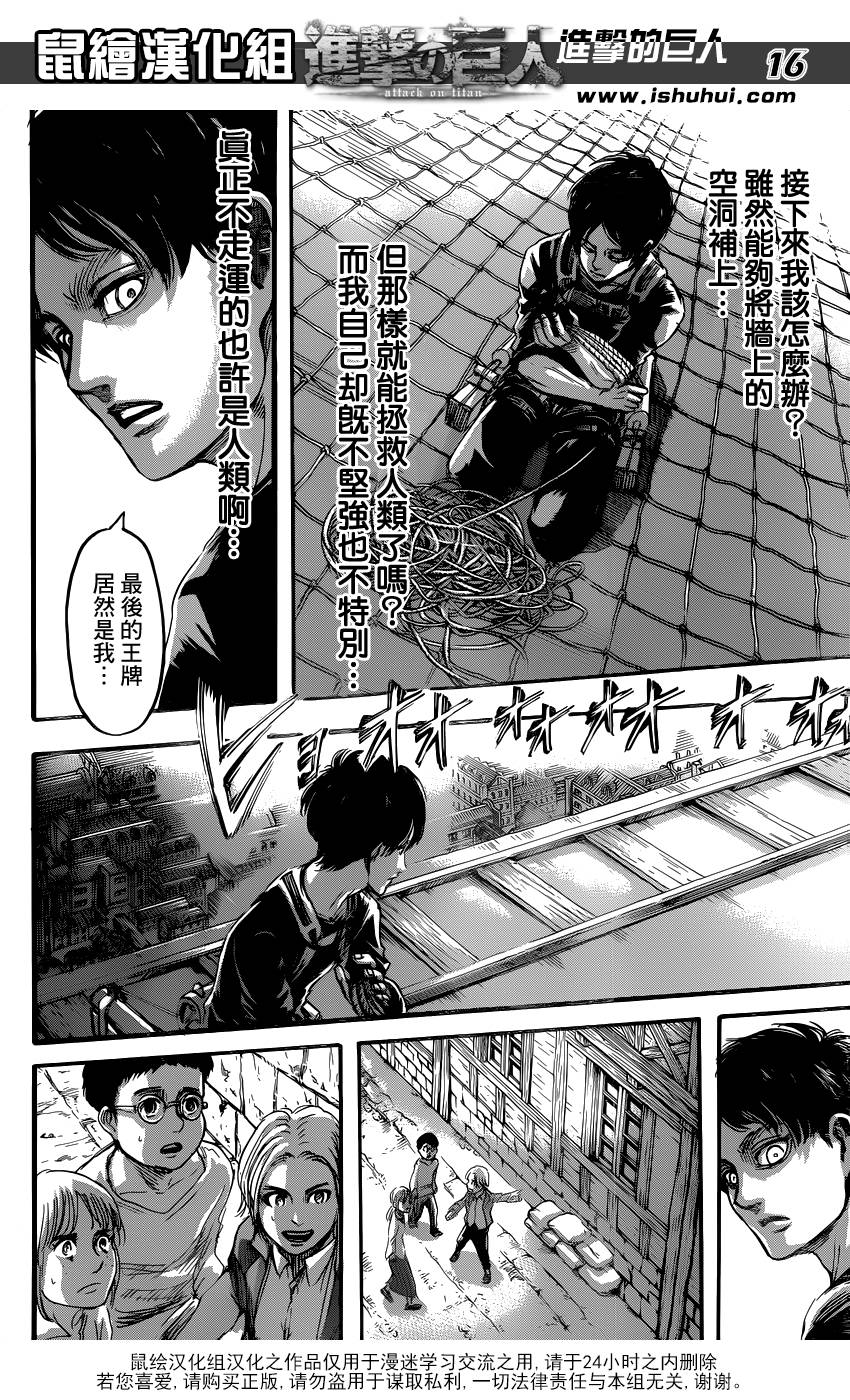 鼠繪漢化組
進撃の巨人
attack on titan
進擊的巨人
16
www.ishuhui.com
接下來我該怎麼辦？
雖然能夠將牆上的
空洞補上…
但那樣就能拯救人類了嗎？
而我自己却既不堅強也不特別…
真正不走運的也許是人類啊…
最後的王牌
居然是我…
ビョオオオオオオオオ
鼠绘汉化组汉化之作品仅用于漫迷学习交流之用, 请于24小时之内删除
若您喜爱, 请购买正版, 请勿盗用于谋取私利, 一切法律责任与本组无关, 谢谢。